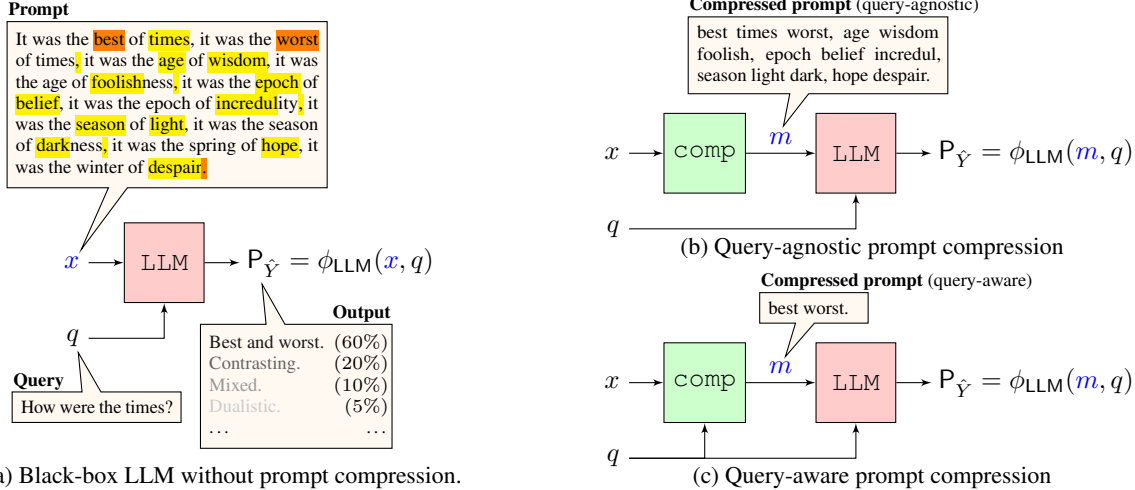 Prompt
It was the best of times, it was the worst
of times, it was the age of wisdom, it was
the age of foolishness, it was the epoch of
belief, it was the epoch of incredulity, it
was the season of light, it was the season
of darkness, it was the spring of hope, it
was the winter of despair.
x
LLM
P_Ŷ = ϕ_LLM(x, q)
q
Query
How were the times?
Output
Best and worst. (60%)
Contrasting. (20%)
Mixed. (10%)
Dualistic. (5%)
... ...
a) Black-box LLM without prompt compression.
Compressed prompt (query-agnostic)
best times worst, age wisdom
foolish, epoch belief incredul,
season light dark, hope despair.
x
comp
m
LLM
P_Ŷ = ϕ_LLM(m, q)
q
(b) Query-agnostic prompt compression
Compressed prompt (query-aware)
best worst.
x
comp
m
LLM
P_Ŷ = ϕ_LLM(m, q)
q
(c) Query-aware prompt compression